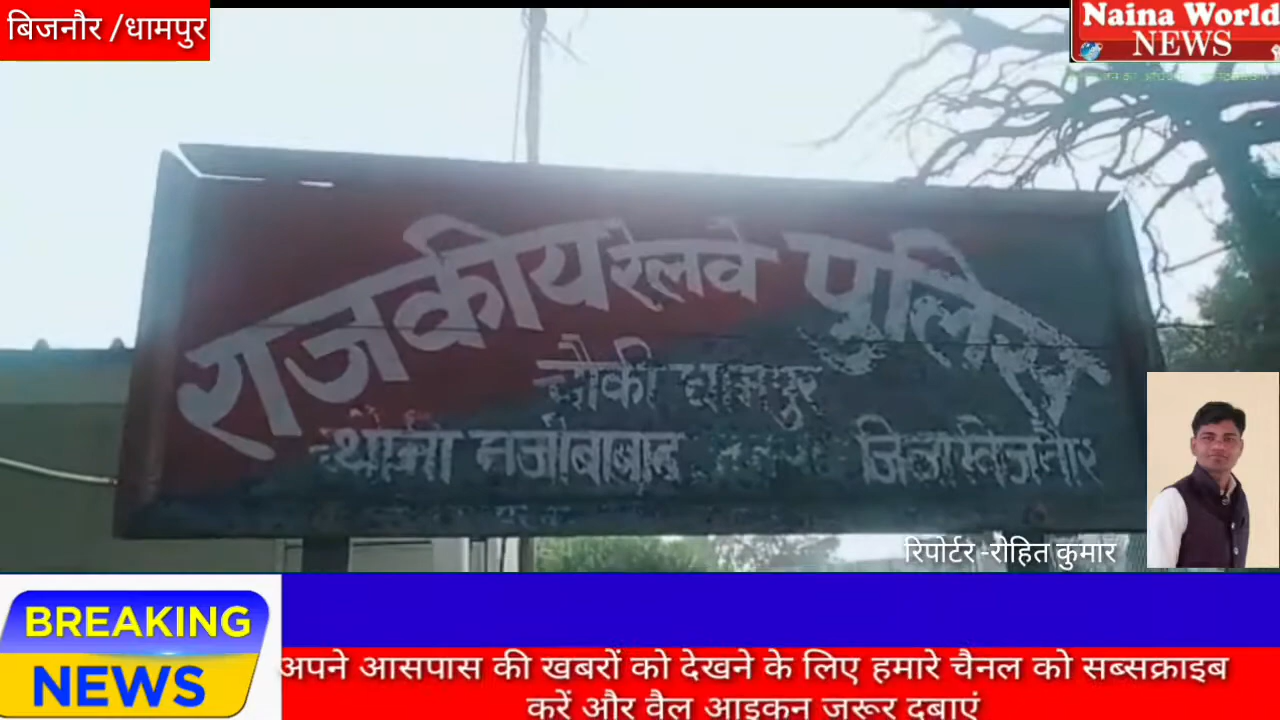 बिजनौर /धामपुर
Naina World
NEWS
राजकीय रेलवे पुलिस
चौकी धामपुर
थाना नजीबाबाद जिला बिजनौर
रिपोर्टर -रोहित कुमार
BREAKING
NEWS
अपने आसपास की खबरों को देखने के लिए हमारे चैनल को सब्सक्राइब
करें और वैल आइकन जरूर दबाएं